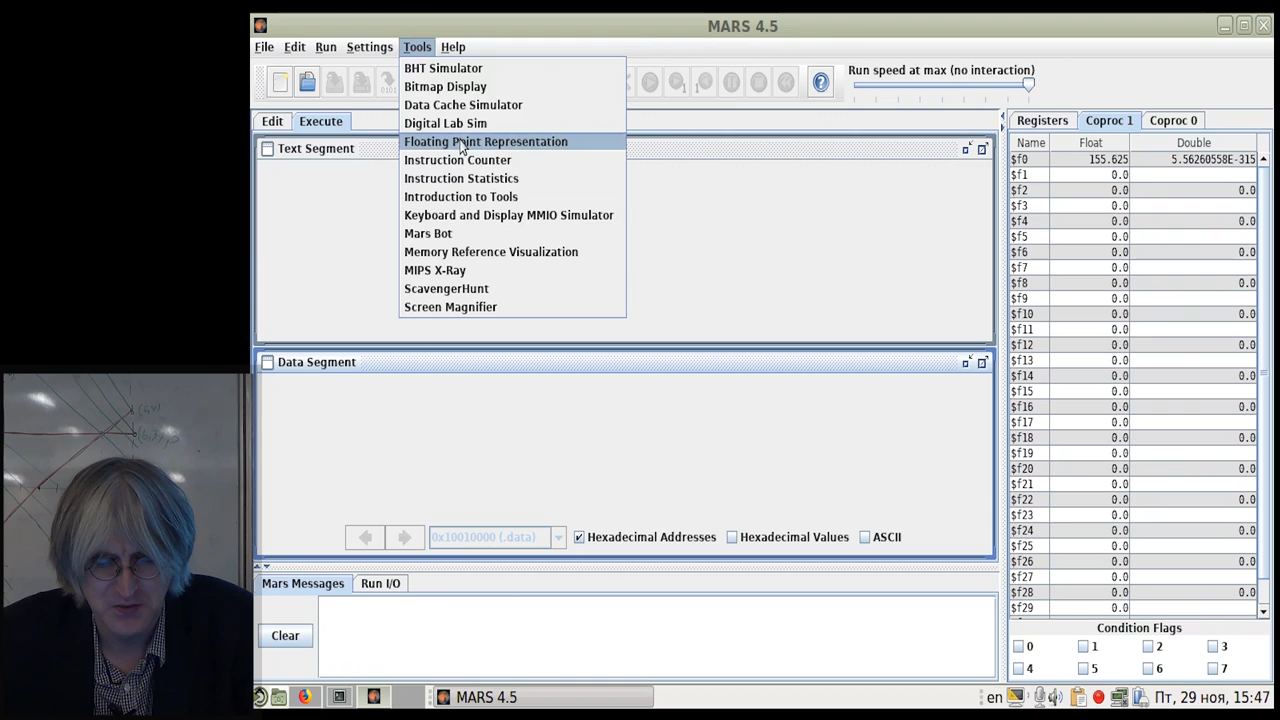 MARS 4.5
File Edit Run Settings Tools Help
Run speed at max (no interaction)
BHT Simulator
Bitmap Display
Data Cache Simulator
Digital Lab Sim
Floating Point Representation
Instruction Counter
Instruction Statistics
Introduction to Tools
Keyboard and Display MMIO Simulator
Mars Bot
Memory Reference Visualization
MIPS X-Ray
ScavengerHunt
Screen Magnifier
Edit Execute
Text Segment
Data Segment
0x10010000 (.data) Hexadecimal Addresses Hexadecimal Values ASCII
Mars Messages Run I/O
Clear
Registers Coproc 1 Coproc 0
Name Float Double
$f0 155.625 5.56260558E-315
$f1 0.0
$f2 0.0 0.0
$f3 0.0
$f4 0.0 0.0
$f5 0.0
$f6 0.0 0.0
$f7 0.0
$f8 0.0 0.0
$f9 0.0
$f10 0.0 0.0
$f11 0.0
$f12 0.0 0.0
$f13 0.0
$f14 0.0 0.0
$f15 0.0
$f16 0.0 0.0
$f17 0.0
$f18 0.0 0.0
$f19 0.0
$f20 0.0 0.0
$f21 0.0
$f22 0.0 0.0
$f23 0.0
$f24 0.0 0.0
$f25 0.0
$f26 0.0 0.0
$f27 0.0
$f28 0.0 0.0
$f29 0.0
Condition Flags
0 1 2 3
4 5 6 7
MARS 4.5
en Пт, 29 ноя, 15:47